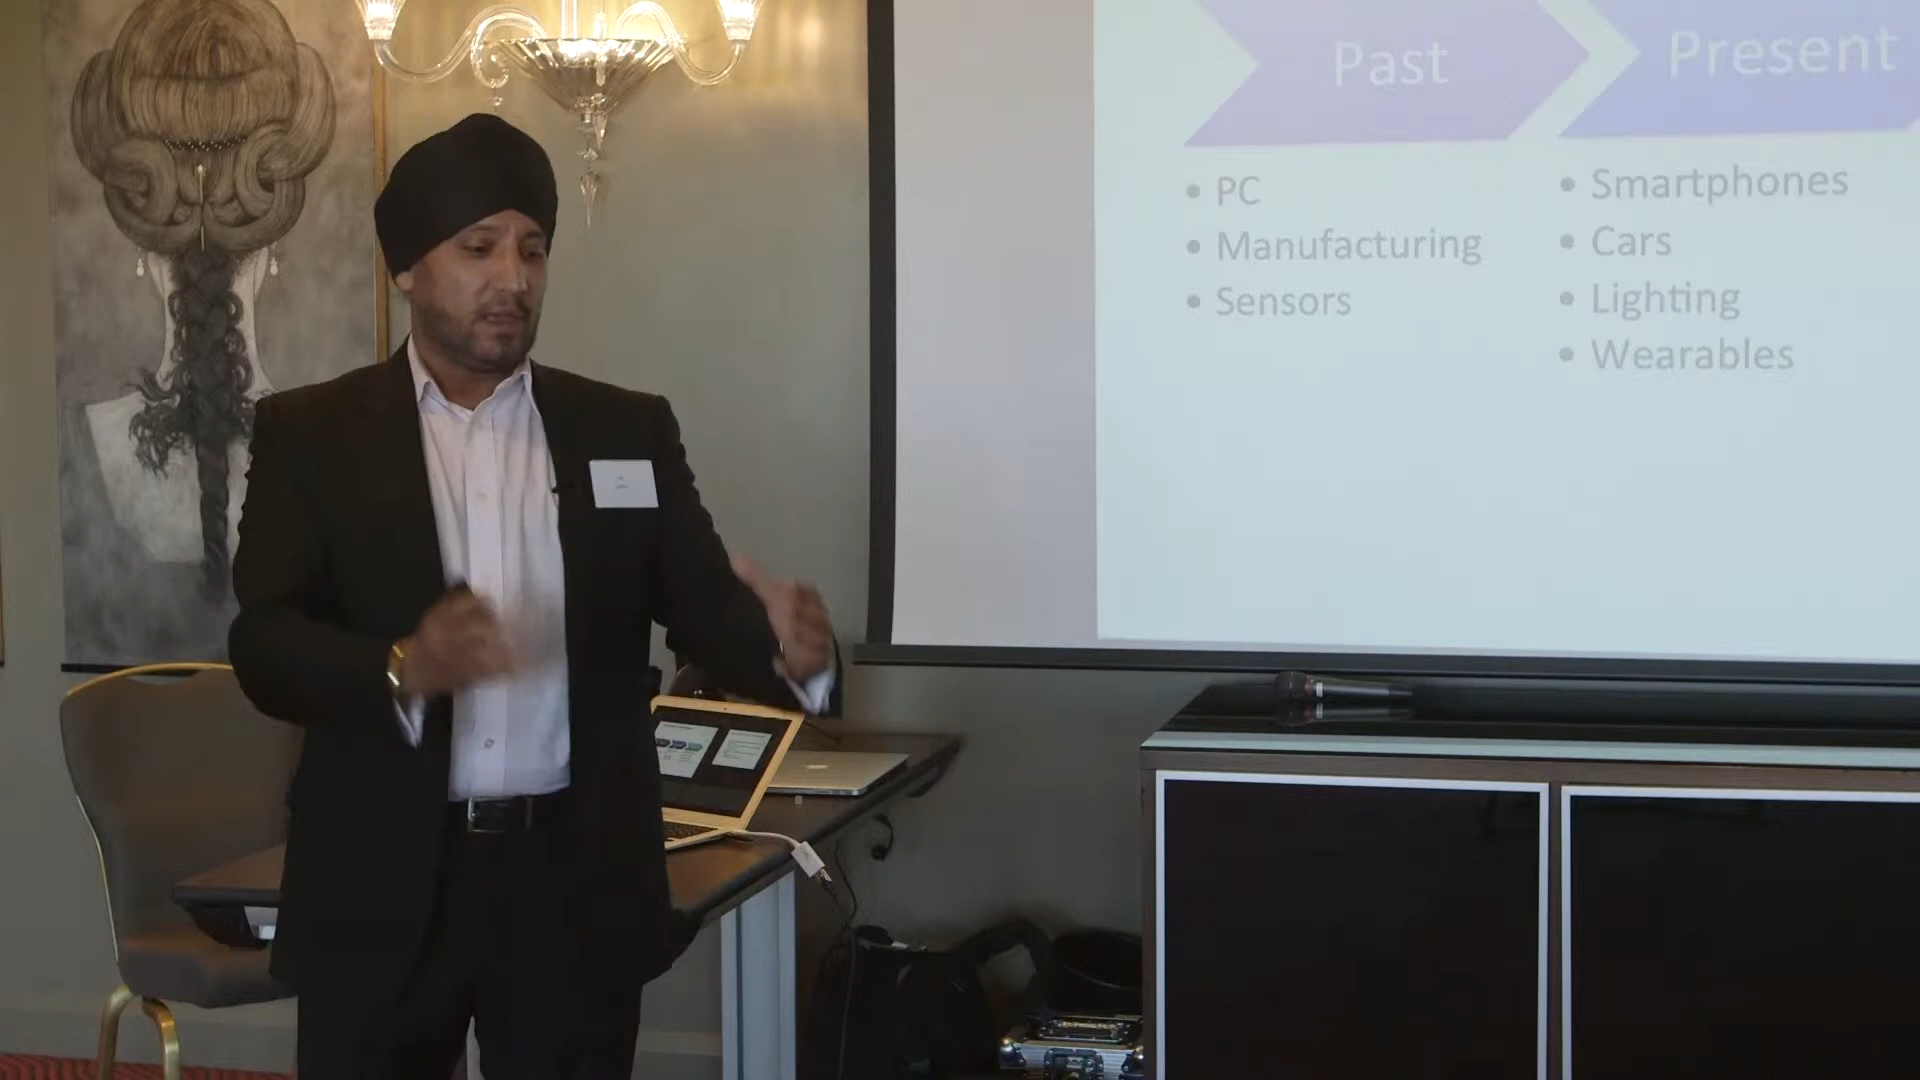 Past
Present
• PC
• Manufacturing
• Sensors
• Smartphones
• Cars
• Lighting
• Wearables